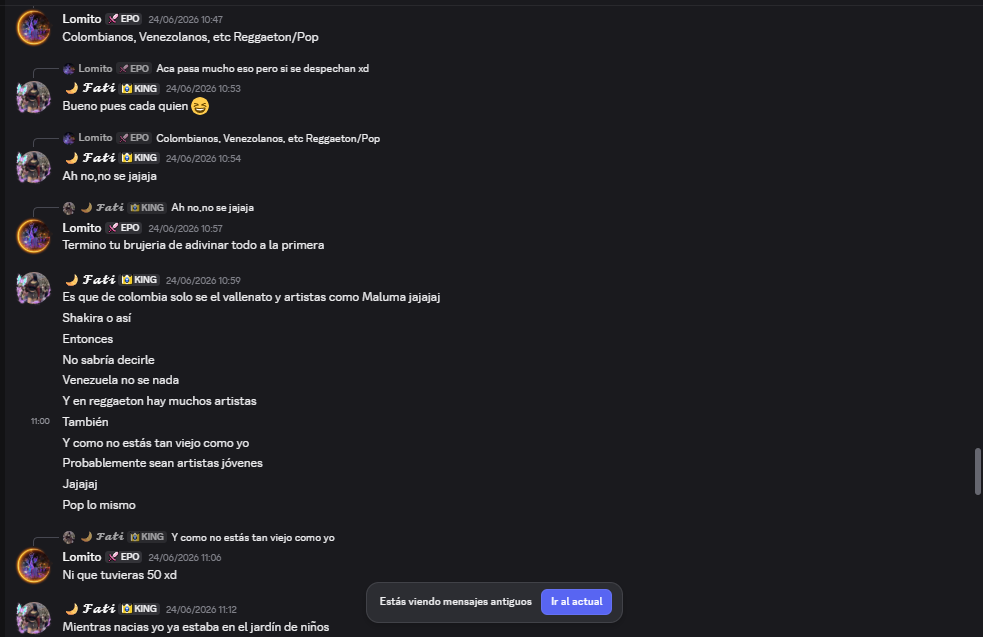 Lomito EPO 24/06/2026 10:47
Colombianos, Venezolanos, etc Reggaeton/Pop
Lomito EPO Aca pasa mucho eso pero si se despechan xd
🌙 𝓕𝓪𝓽𝓲 KING 24/06/2026 10:53
Bueno pues cada quien 😆
Lomito EPO Colombianos, Venezolanos, etc Reggaeton/Pop
🌙 𝓕𝓪𝓽𝓲 KING 24/06/2026 10:54
Ah no,no se jajaja
🌙 𝓕𝓪𝓽𝓲 KING Ah no,no se jajaja
Lomito EPO 24/06/2026 10:57
Termino tu brujeria de adivinar todo a la primera
🌙 𝓕𝓪𝓽𝓲 KING 24/06/2026 10:59
Es que de colombia solo se el vallenato y artistas como Maluma jajajaj
Shakira o así
Entonces
No sabría decirle
Venezuela no se nada
Y en reggaeton hay muchos artistas
11:00 También
Y como no estás tan viejo como yo
Probablemente sean artistas jóvenes
Jajajaj
Pop lo mismo
🌙 𝓕𝓪𝓽𝓲 KING Y como no estás tan viejo como yo
Lomito EPO 24/06/2026 11:06
Ni que tuvieras 50 xd
🌙 𝓕𝓪𝓽𝓲 KING 24/06/2026 11:12
Mientras nacias yo ya estaba en el jardín de niños
Estás viendo mensajes antiguos Ir al actual